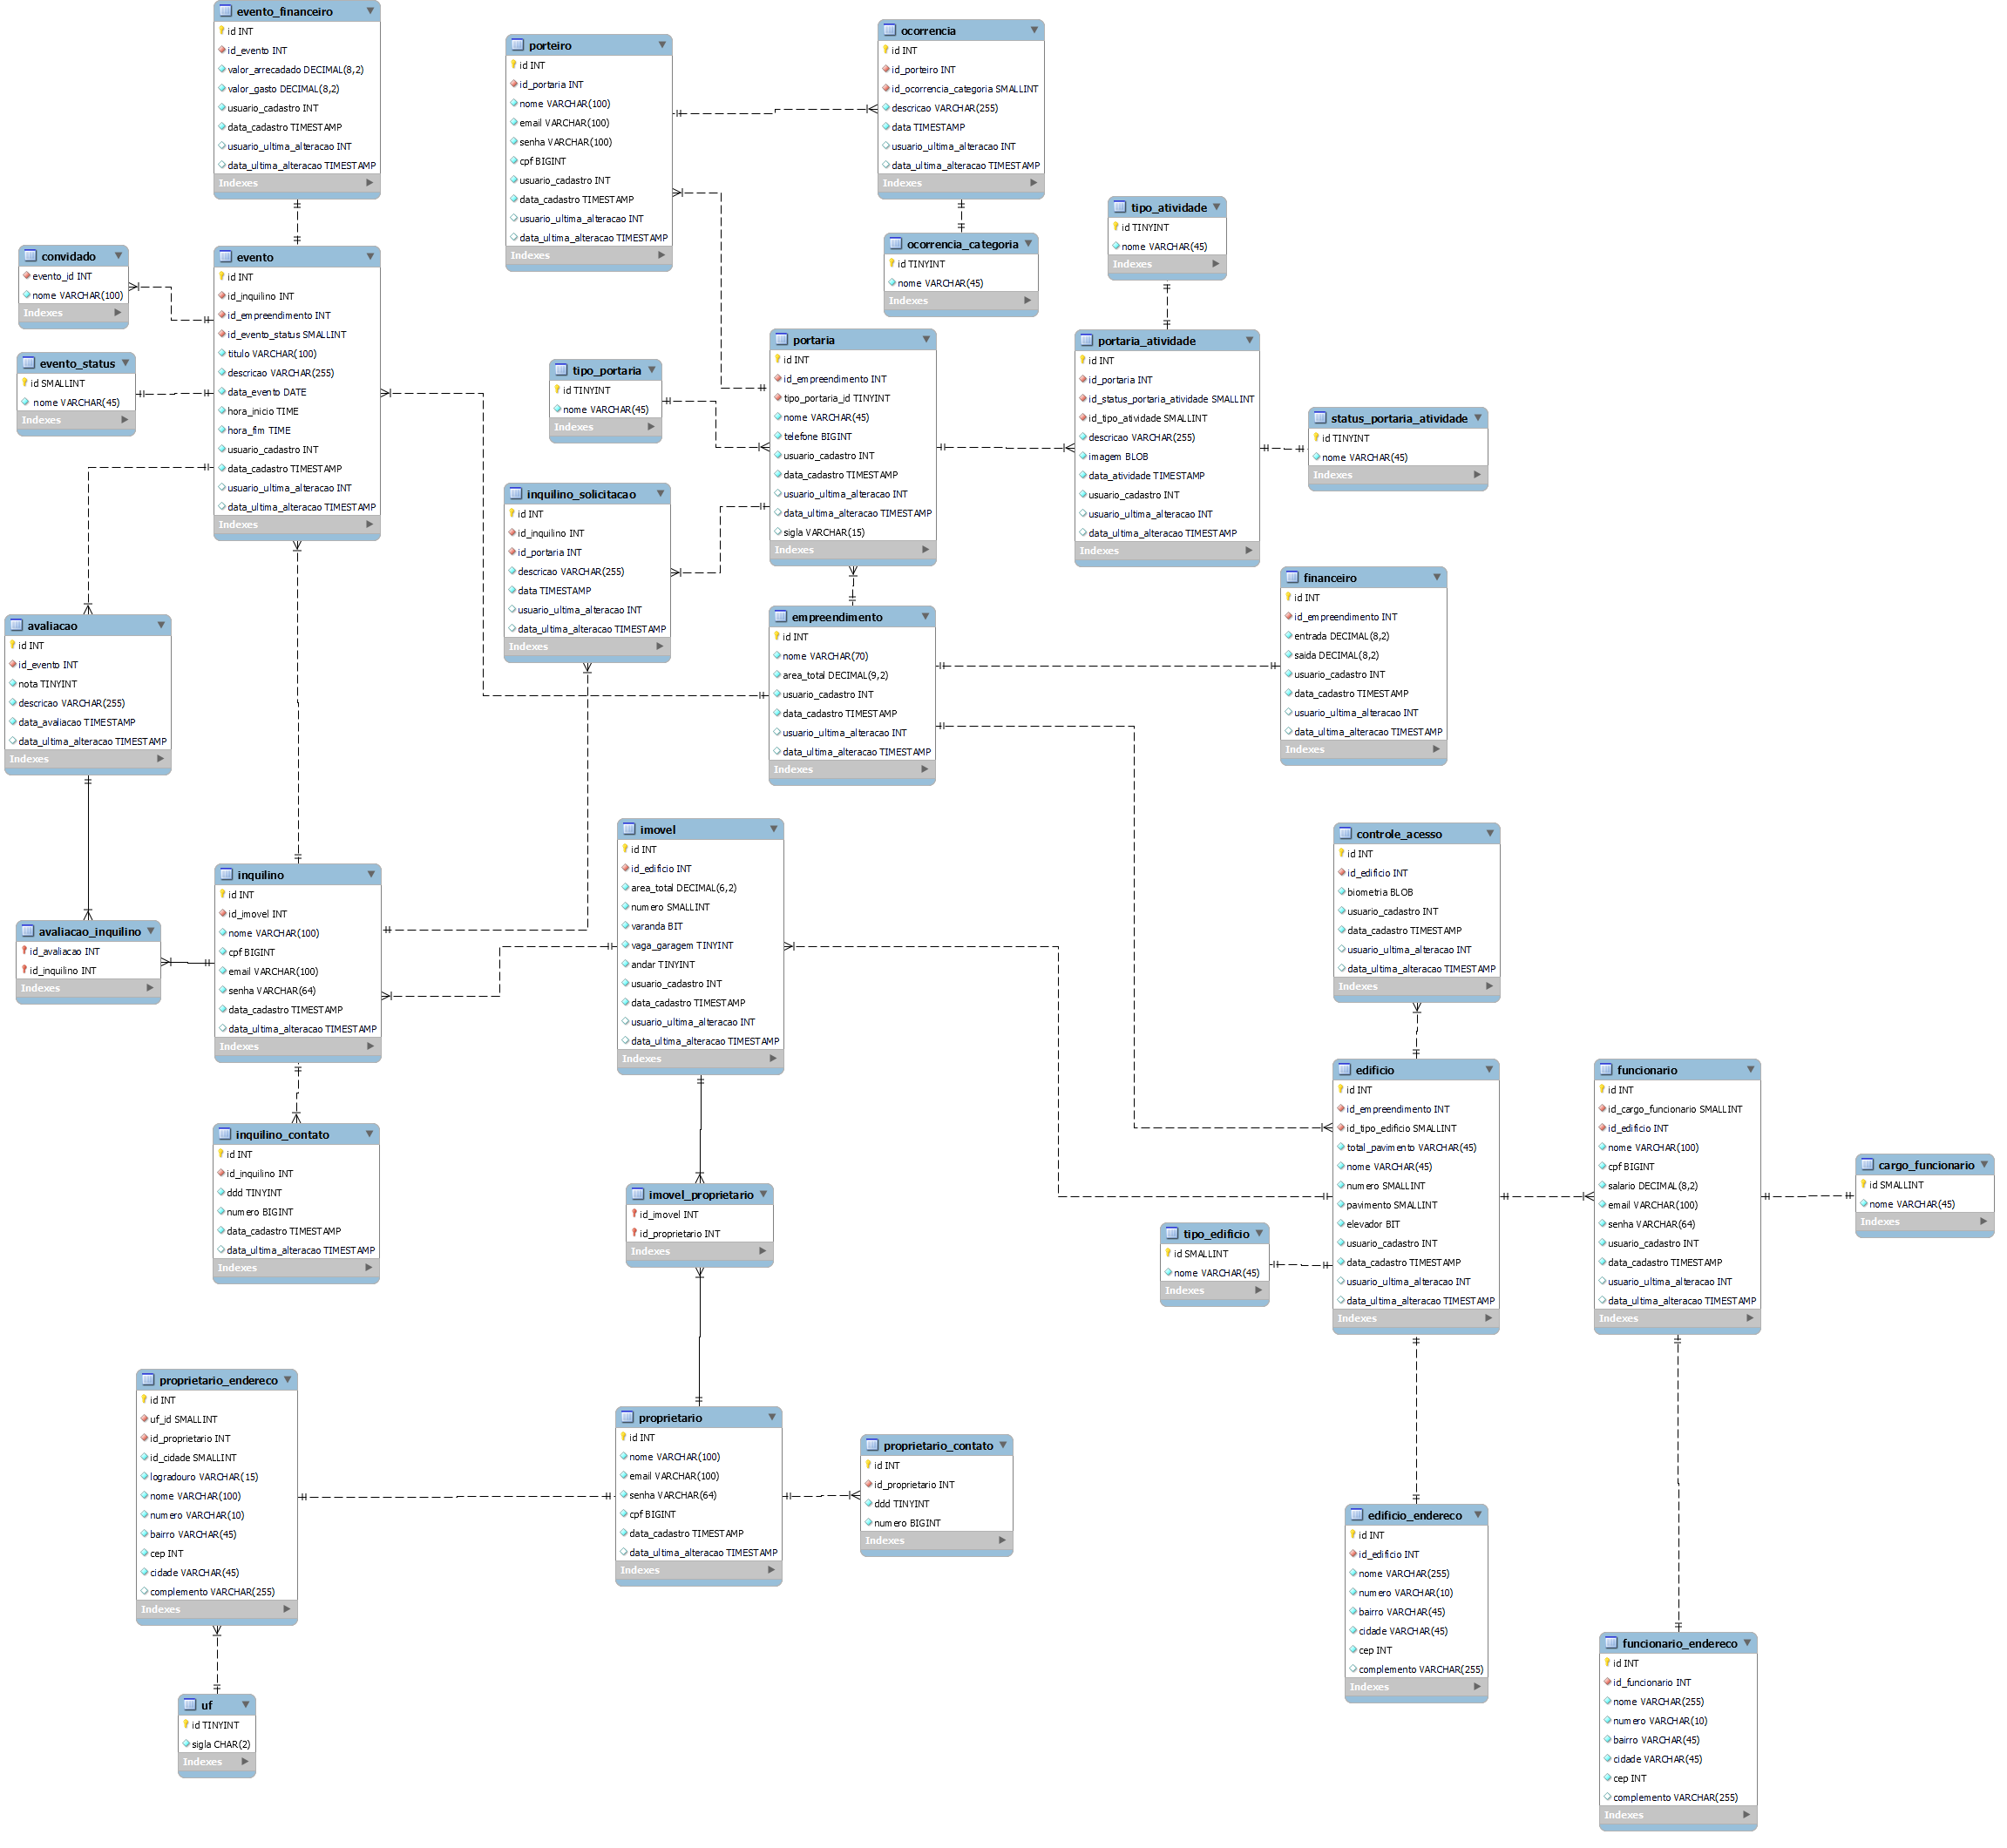 evento_financeiro
id INT
id_evento INT
valor_arrecadado DECIMAL(8,2)
valor_gasto DECIMAL(8,2)
usuario_cadastro INT
data_cadastro TIMESTAMP
usuario_ultima_alteracao INT
data_ultima_alteracao TIMESTAMP
Indexes
porteiro
id INT
id_portaria INT
nome VARCHAR(100)
email VARCHAR(100)
senha VARCHAR(100)
cpf BIGINT
usuario_cadastro INT
data_cadastro TIMESTAMP
usuario_ultima_alteracao INT
data_ultima_alteracao TIMESTAMP
Indexes
ocorrencia
id INT
id_porteiro INT
id_ocorrencia_categoria SMALLINT
descricao VARCHAR(255)
data TIMESTAMP
usuario_ultima_alteracao INT
data_ultima_alteracao TIMESTAMP
Indexes
tipo_atividade
id TINYINT
nome VARCHAR(45)
Indexes
ocorrencia_categoria
id TINYINT
nome VARCHAR(45)
Indexes
convidado
evento_id INT
nome VARCHAR(100)
Indexes
evento
id INT
id_inquilino INT
id_empreendimento INT
id_evento_status SMALLINT
titulo VARCHAR(100)
descricao VARCHAR(255)
data_evento DATE
hora_inicio TIME
hora_fim TIME
usuario_cadastro INT
data_cadastro TIMESTAMP
usuario_ultima_alteracao INT
data_ultima_alteracao TIMESTAMP
Indexes
evento_status
id SMALLINT
nome VARCHAR(45)
Indexes
tipo_portaria
id TINYINT
nome VARCHAR(45)
Indexes
portaria
id INT
id_empreendimento INT
tipo_portaria_id TINYINT
nome VARCHAR(45)
telefone BIGINT
usuario_cadastro INT
data_cadastro TIMESTAMP
usuario_ultima_alteracao INT
data_ultima_alteracao TIMESTAMP
sigla VARCHAR(15)
Indexes
portaria_atividade
id INT
id_portaria INT
id_status_portaria_atividade SMALLINT
id_tipo_atividade SMALLINT
descricao VARCHAR(255)
imagem BLOB
data_atividade TIMESTAMP
usuario_cadastro INT
usuario_ultima_alteracao INT
data_ultima_alteracao TIMESTAMP
Indexes
status_portaria_atividade
id TINYINT
nome VARCHAR(45)
Indexes
inquilino_solicitacao
id INT
id_inquilino INT
id_portaria INT
descricao VARCHAR(255)
data TIMESTAMP
usuario_ultima_alteracao INT
data_ultima_alteracao TIMESTAMP
Indexes
financeiro
id INT
id_empreendimento INT
entrada DECIMAL(8,2)
saida DECIMAL(8,2)
usuario_cadastro INT
data_cadastro TIMESTAMP
usuario_ultima_alteracao INT
data_ultima_alteracao TIMESTAMP
Indexes
empreendimento
id INT
nome VARCHAR(70)
area_total DECIMAL(9,2)
usuario_cadastro INT
data_cadastro TIMESTAMP
usuario_ultima_alteracao INT
data_ultima_alteracao TIMESTAMP
Indexes
avaliacao
id INT
id_evento INT
nota TINYINT
descricao VARCHAR(255)
data_avaliacao TIMESTAMP
data_ultima_alteracao TIMESTAMP
Indexes
imovel
id INT
id_edificio INT
area_total DECIMAL(6,2)
numero SMALLINT
varanda BIT
vaga_garagem TINYINT
andar TINYINT
usuario_cadastro INT
data_cadastro TIMESTAMP
usuario_ultima_alteracao INT
data_ultima_alteracao TIMESTAMP
Indexes
controle_acesso
id INT
id_edificio INT
biometria BLOB
usuario_cadastro INT
data_cadastro TIMESTAMP
usuario_ultima_alteracao INT
data_ultima_alteracao TIMESTAMP
Indexes
inquilino
id INT
id_imovel INT
nome VARCHAR(100)
cpf BIGINT
email VARCHAR(100)
senha VARCHAR(64)
data_cadastro TIMESTAMP
data_ultima_alteracao TIMESTAMP
Indexes
avaliacao_inquilino
id_avaliacao INT
id_inquilino INT
Indexes
edificio
id INT
id_empreendimento INT
id_tipo_edificio SMALLINT
total_pavimento VARCHAR(45)
nome VARCHAR(45)
numero SMALLINT
pavimento SMALLINT
elevador BIT
usuario_cadastro INT
data_cadastro TIMESTAMP
usuario_ultima_alteracao INT
data_ultima_alteracao TIMESTAMP
Indexes
funcionario
id INT
id_cargo_funcionario SMALLINT
id_edificio INT
nome VARCHAR(100)
cpf BIGINT
salario DECIMAL(8,2)
email VARCHAR(100)
senha VARCHAR(64)
usuario_cadastro INT
data_cadastro TIMESTAMP
usuario_ultima_alteracao INT
data_ultima_alteracao TIMESTAMP
Indexes
cargo_funcionario
id SMALLINT
nome VARCHAR(45)
Indexes
inquilino_contato
id INT
id_inquilino INT
ddd TINYINT
numero BIGINT
data_cadastro TIMESTAMP
data_ultima_alteracao TIMESTAMP
Indexes
imovel_proprietario
id_imovel INT
id_proprietario INT
Indexes
tipo_edificio
id SMALLINT
nome VARCHAR(45)
Indexes
proprietario_endereco
id INT
uf_id SMALLINT
id_proprietario INT
id_cidade SMALLINT
logradouro VARCHAR(15)
nome VARCHAR(100)
numero VARCHAR(10)
bairro VARCHAR(45)
cep INT
cidade VARCHAR(45)
complemento VARCHAR(255)
Indexes
proprietario
id INT
nome VARCHAR(100)
email VARCHAR(100)
senha VARCHAR(64)
cpf BIGINT
data_cadastro TIMESTAMP
data_ultima_alteracao TIMESTAMP
Indexes
proprietario_contato
id INT
id_proprietario INT
ddd TINYINT
numero BIGINT
Indexes
edificio_endereco
id INT
id_edificio INT
nome VARCHAR(255)
numero VARCHAR(10)
bairro VARCHAR(45)
cidade VARCHAR(45)
cep INT
complemento VARCHAR(255)
Indexes
funcionario_endereco
id INT
id_funcionario INT
nome VARCHAR(255)
numero VARCHAR(10)
bairro VARCHAR(45)
cidade VARCHAR(45)
cep INT
complemento VARCHAR(255)
Indexes
uf
id TINYINT
sigla CHAR(2)
Indexes